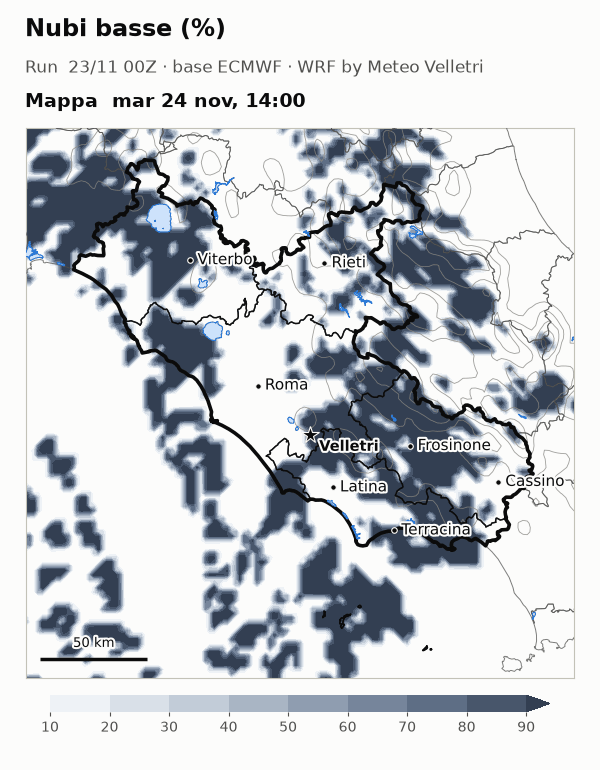 Nubi basse (%)
Run  23/11 00Z · base ECMWF · WRF by Meteo Velletri
Mappa  mar 24 nov, 14:00
Viterbo
Rieti
Roma
Velletri
Frosinone
Latina
Cassino
Terracina
50 km
10 20 30 40 50 60 70 80 90